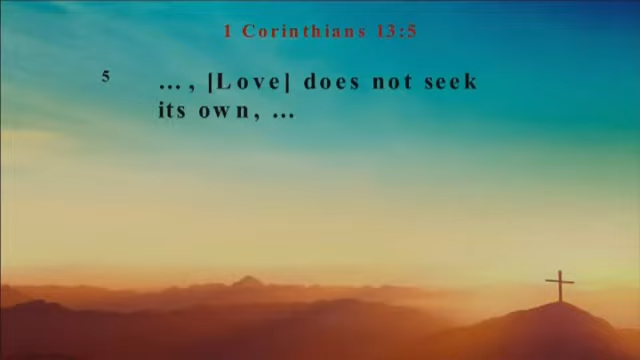 1 Corinthians 13:5
5 ..., [Love] does not seek
its own, ...